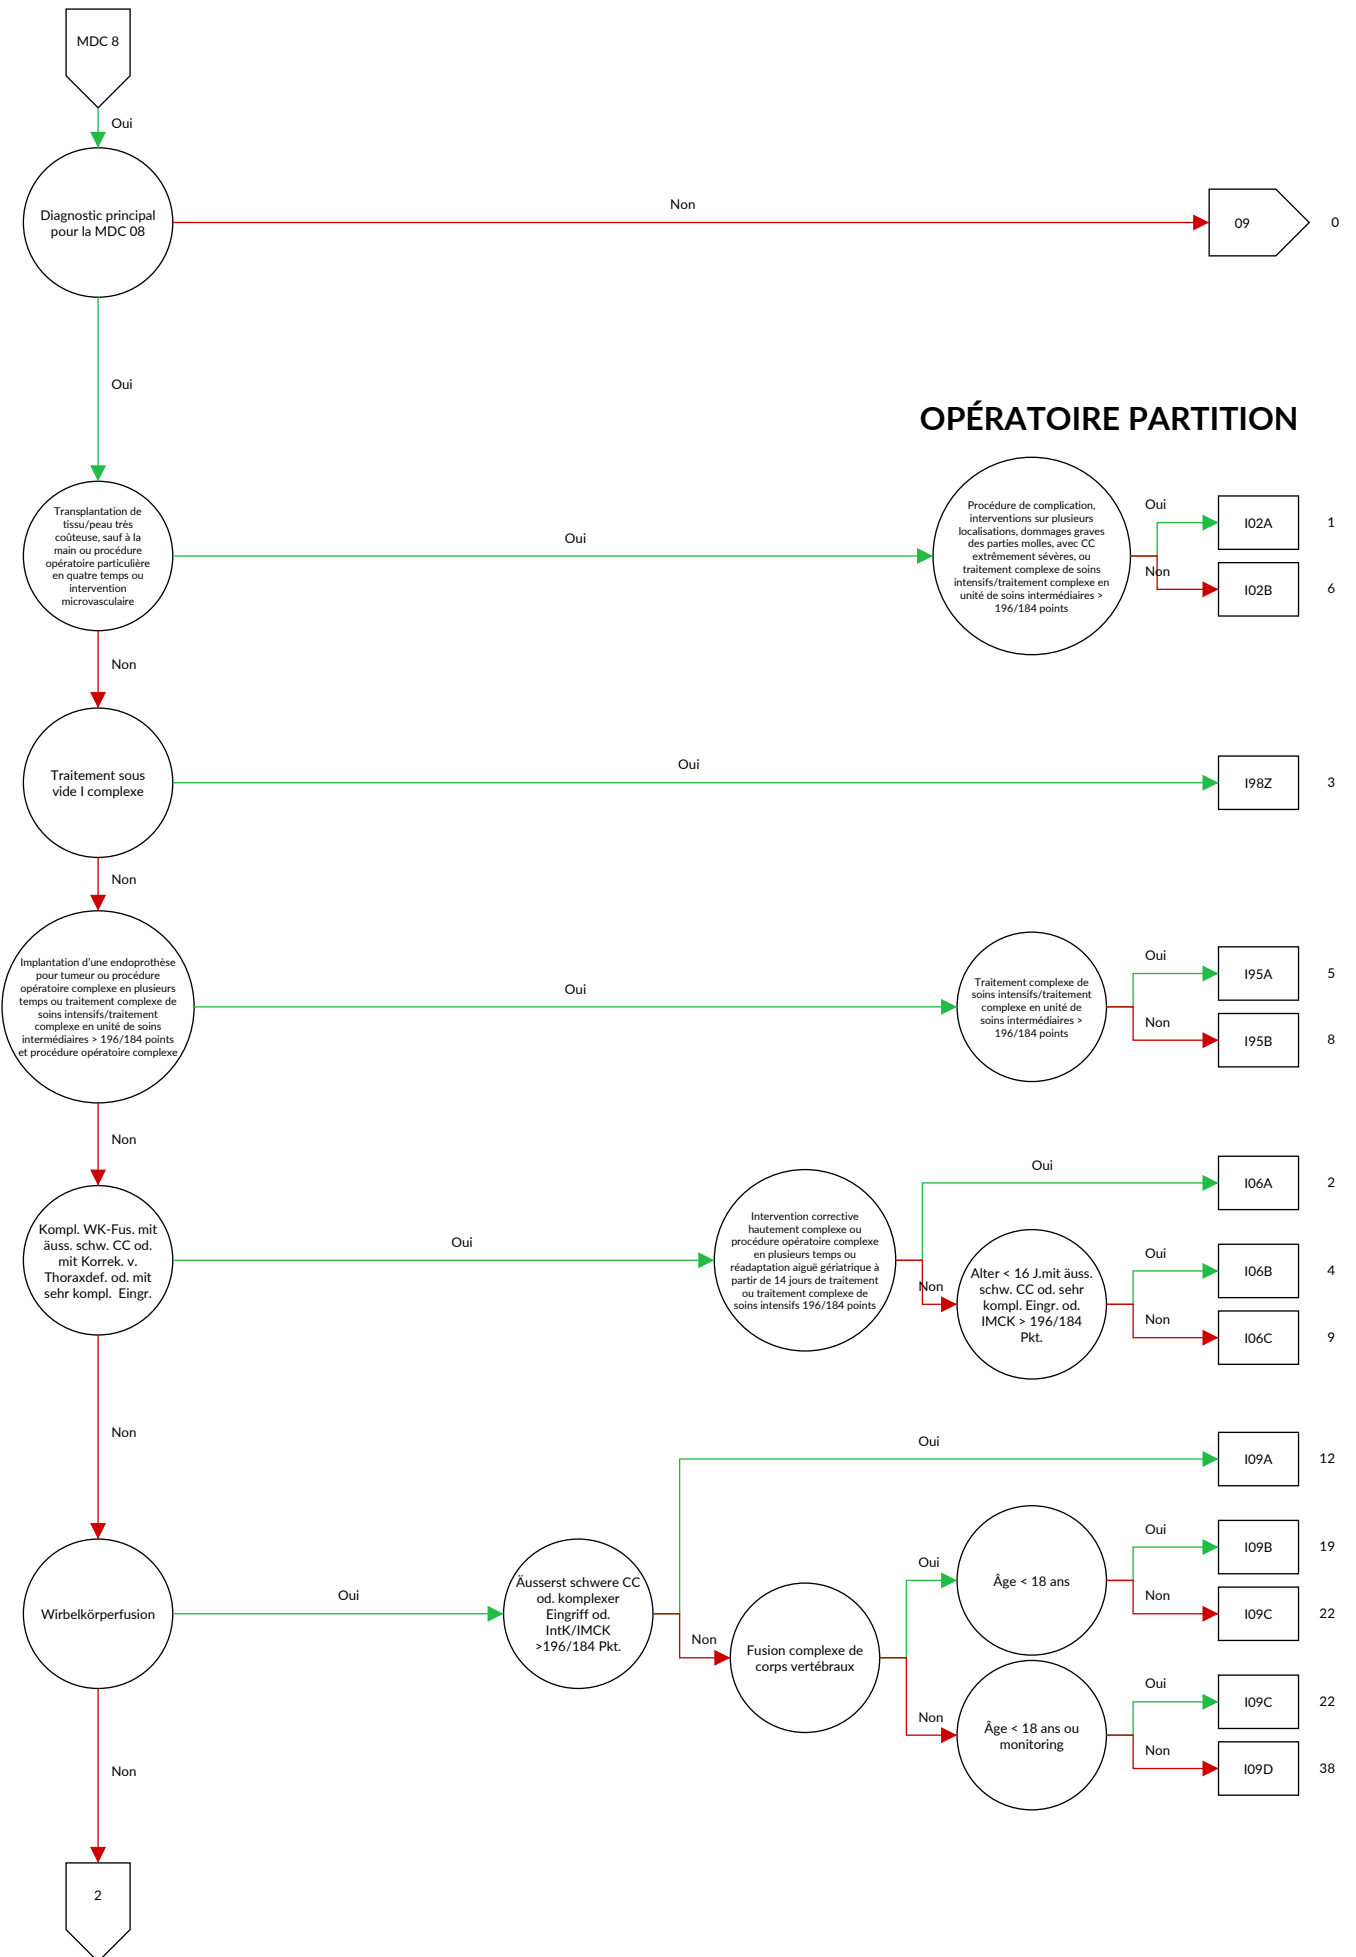 MDC 8
Oui
Diagnostic principal
pour la MDC 08
Non
09
0
Oui
OPÉRATOIRE PARTITION
Transplantation de
tissu/peau très
coûteuse, sauf à la
main ou procédure
opératoire particulière
en quatre temps ou
intervention
microvasculaire
Oui
Procédure de complication,
interventions sur plusieurs
localisations, dommages graves
des parties molles, avec CC
extrêmement sévères, ou
traitement complexe de soins
intensifs/traitement complexe en
unité de soins intermédiaires >
196/184 points
Oui
I02A
1
Non
I02B
6
Non
Traitement sous
vide I complexe
Oui
I98Z
3
Non
Implantation d'une endoprothèse
pour tumeur ou procédure
opératoire complexe en plusieurs
temps ou traitement complexe de
soins intensifs/traitement
complexe en unité de soins
intermédiaires > 196/184 points
et procédure opératoire complexe
Oui
Traitement complexe de
soins intensifs/traitement
complexe en unité de
soins intermédiaires >
196/184 points
Oui
I95A
5
Non
I95B
8
Non
Kompl. WK-Fus. mit
äuss. schw. CC od.
mit Korrek. v.
Thoraxdef. od. mit
sehr kompl. Eingr.
Oui
Intervention corrective
hautement complexe ou
procédure opératoire complexe
en plusieurs temps ou
réadaptation aiguë gériatrique à
partir de 14 jours de traitement
ou traitement complexe de
soins intensifs 196/184 points
Oui
I06A
2
Non
Alter < 16 J.mit äuss.
schw. CC od. sehr
kompl. Eingr. od.
IMCK > 196/184
Pkt.
Oui
I06B
4
Non
I06C
9
Non
Wirbelkörperfusion
Oui
Äusserst schwere CC
od. komplexer
Eingriff od.
IntK/IMCK
>196/184 Pkt.
Oui
I09A
12
Non
Fusion complexe de
corps vertébraux
Oui
Âge < 18 ans
Oui
I09B
19
Non
I09C
22
Non
Âge < 18 ans ou
monitoring
Oui
I09C
22
Non
I09D
38
Non
2